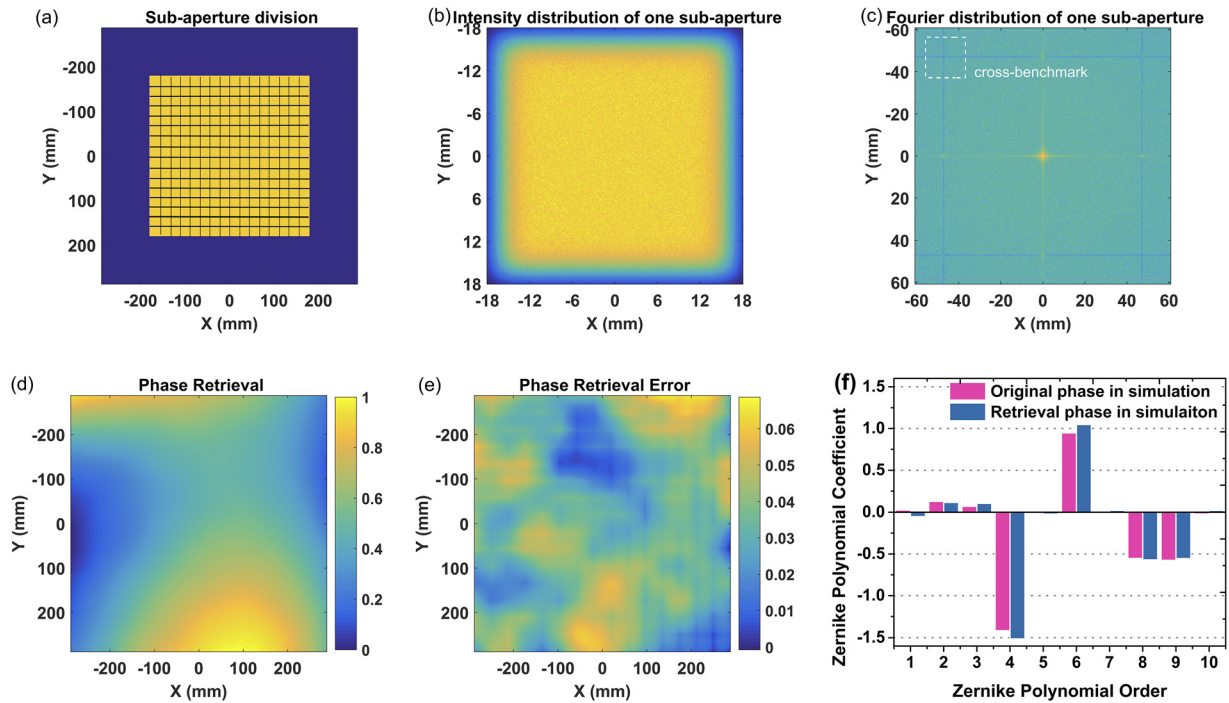 (a)
Sub-aperture division
-200
-100
0
100
200
Y (mm)
-200 -100 0 100 200
X (mm)
(b)
Intensity distribution of one sub-aperture
-18
-12
-6
0
6
12
18
Y (mm)
-18 -12 -6 0 6 12 18
X (mm)
(c)
Fourier distribution of one sub-aperture
cross-benchmark
-60
-40
-20
0
20
40
60
Y (mm)
-60 -40 -20 0 20 40 60
X (mm)
(d)
Phase Retrieval
-200
-100
0
100
200
Y (mm)
-200 -100 0 100 200
X (mm)
1
0.8
0.6
0.4
0.2
0
(e)
Phase Retrieval Error
-200
-100
0
100
200
Y (mm)
-200 -100 0 100 200
X (mm)
0.06
0.05
0.04
0.03
0.02
0.01
0
(f)
Original phase in simulation
Retrieval phase in simulaiton
1.5
1.0
0.5
0.0
-0.5
-1.0
-1.5
Zernike Polynomial Coefficient
1 2 3 4 5 6 7 8 9 10
Zernike Polynomial Order